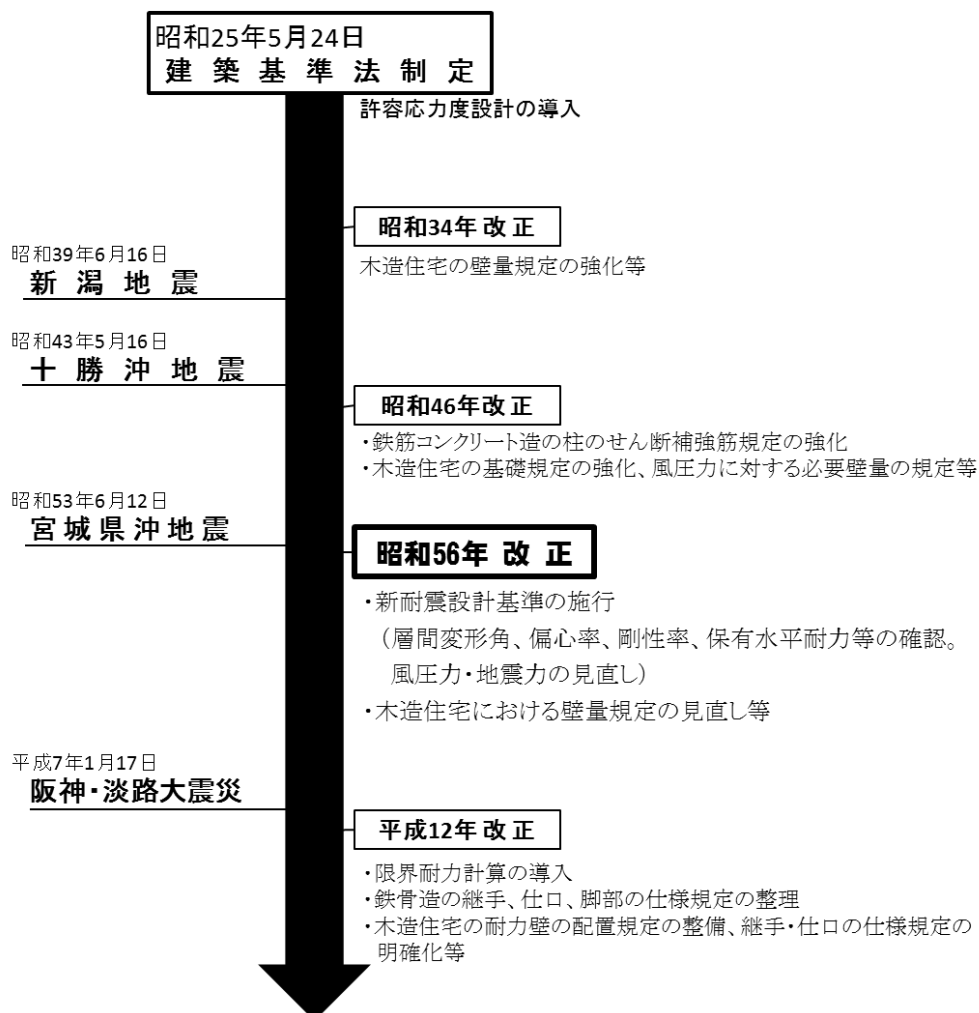 昭和25年5月24日
建築基準法制定
許容応力度設計の導入
昭和34年 改正
木造住宅の壁量規定の強化等
昭和39年6月16日
新潟地震
昭和43年5月16日
十勝沖地震
昭和46年改正
・鉄筋コンクリート造の柱のせん断補強筋規定の強化
・木造住宅の基礎規定の強化、風圧力に対する必要壁量の規定等
昭和53年6月12日
宮城県沖地震
昭和56年 改正
・新耐震設計基準の施行
(層間変形角、偏心率、剛性率、保有水平耐力等の確認。
風圧力・地震力の見直し)
・木造住宅における壁量規定の見直し等
平成7年1月17日
阪神・淡路大震災
平成12年 改正
・限界耐力計算の導入
・鉄骨造の継手、仕口、脚部の仕様規定の整理
・木造住宅の耐力壁の配置規定の整備、継手・仕口の仕様規定の
明確化等